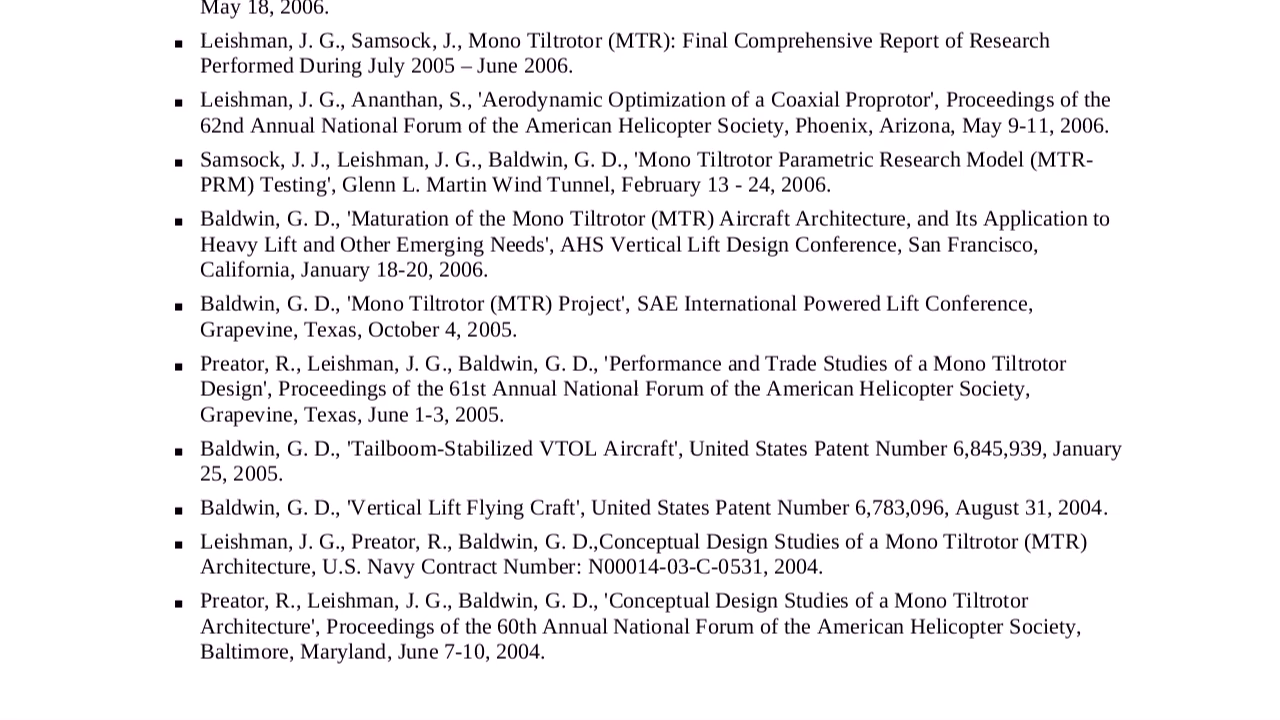 May 18, 2006.
▪ Leishman, J. G., Samsock, J., Mono Tiltrotor (MTR): Final Comprehensive Report of Research
Performed During July 2005 – June 2006.
▪ Leishman, J. G., Ananthan, S., 'Aerodynamic Optimization of a Coaxial Proprotor', Proceedings of the
62nd Annual National Forum of the American Helicopter Society, Phoenix, Arizona, May 9-11, 2006.
▪ Samsock, J. J., Leishman, J. G., Baldwin, G. D., 'Mono Tiltrotor Parametric Research Model (MTR-
PRM) Testing', Glenn L. Martin Wind Tunnel, February 13 - 24, 2006.
▪ Baldwin, G. D., 'Maturation of the Mono Tiltrotor (MTR) Aircraft Architecture, and Its Application to
Heavy Lift and Other Emerging Needs', AHS Vertical Lift Design Conference, San Francisco,
California, January 18-20, 2006.
▪ Baldwin, G. D., 'Mono Tiltrotor (MTR) Project', SAE International Powered Lift Conference,
Grapevine, Texas, October 4, 2005.
▪ Preator, R., Leishman, J. G., Baldwin, G. D., 'Performance and Trade Studies of a Mono Tiltrotor
Design', Proceedings of the 61st Annual National Forum of the American Helicopter Society,
Grapevine, Texas, June 1-3, 2005.
▪ Baldwin, G. D., 'Tailboom-Stabilized VTOL Aircraft', United States Patent Number 6,845,939, January
25, 2005.
▪ Baldwin, G. D., 'Vertical Lift Flying Craft', United States Patent Number 6,783,096, August 31, 2004.
▪ Leishman, J. G., Preator, R., Baldwin, G. D.,Conceptual Design Studies of a Mono Tiltrotor (MTR)
Architecture, U.S. Navy Contract Number: N00014-03-C-0531, 2004.
▪ Preator, R., Leishman, J. G., Baldwin, G. D., 'Conceptual Design Studies of a Mono Tiltrotor
Architecture', Proceedings of the 60th Annual National Forum of the American Helicopter Society,
Baltimore, Maryland, June 7-10, 2004.